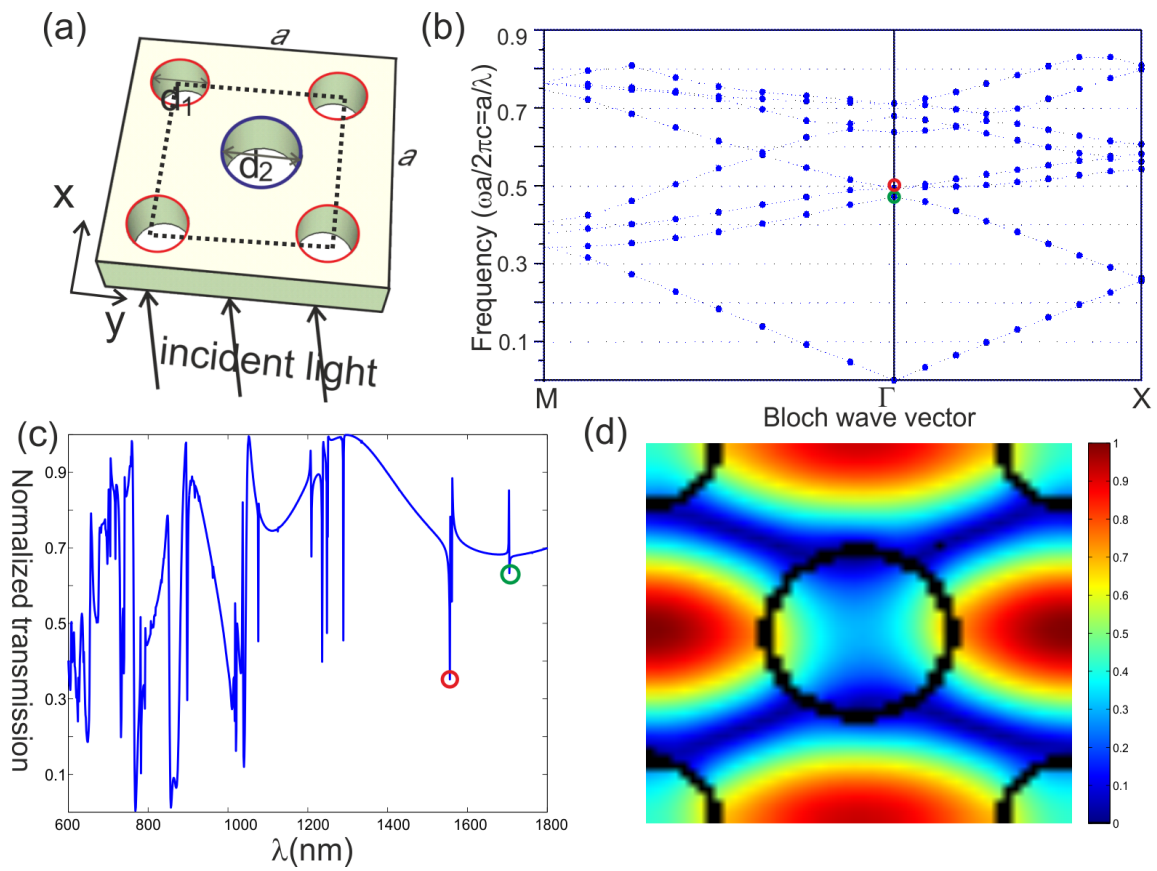 (a)
a
d1
a
d2
x
y
incident light
(b)
Frequency (ωa/2πc=a/λ)
0.9
0.7
0.5
0.3
0.1
M
Γ
X
Bloch wave vector
(c)
Normalized transmission
0.9
0.7
0.5
0.3
0.1
600
800
1000
1200
1400
1600
1800
λ(nm)
(d)
1
0.9
0.8
0.7
0.6
0.5
0.4
0.3
0.2
0.1
0